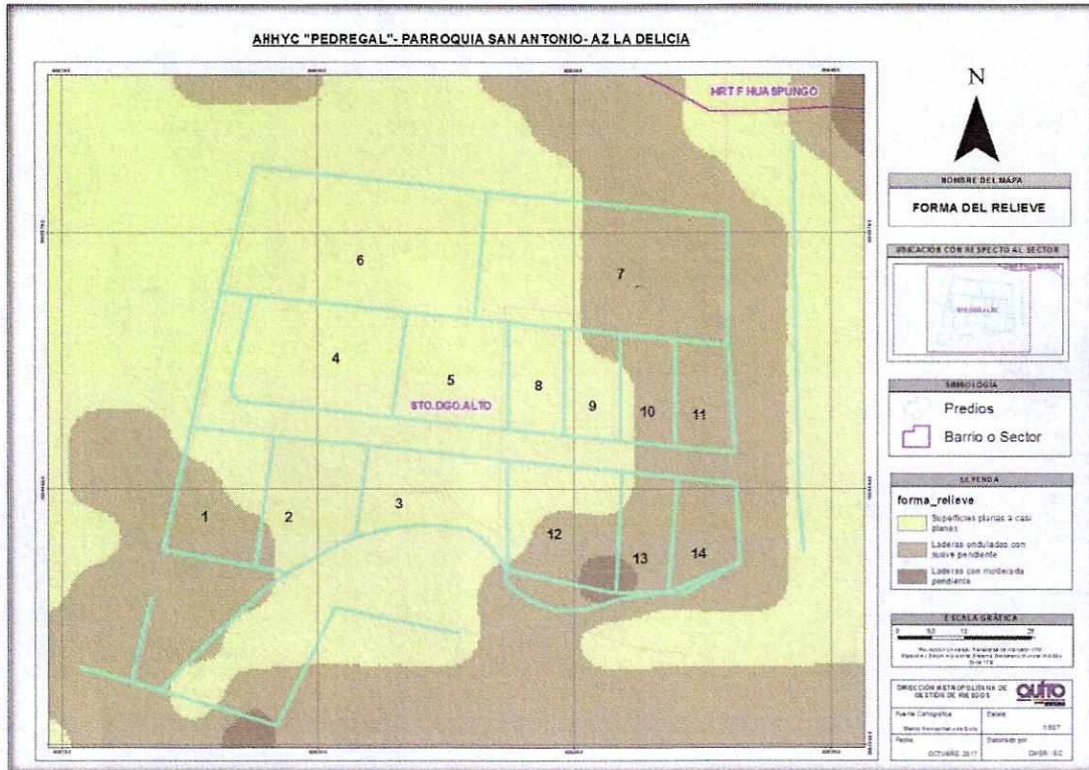 AHHYC "PEDREGAL"- PARROQUIA SAN ANTONIO- AZ LA DELICIA
HRT F HUASPUNGO
6
7
4
5
8
9
10
11
STO.DGO.ALTO
1
2
3
12
13
14
N
NOMBRE DEL MAPA
FORMA DEL RELIEVE
UBICACIÓN CON RESPECTO AL SECTOR
STO.DGO.ALTO
SIMBOLOGÍA
Predios
Barrio o Sector
LEYENDA
forma_relieve
Superficies planas a casi
planas
Laderas onduladas con
suave pendiente
Laderas con moderada
pendiente
ESCALA GRÁFICA
DIRECCIÓN METROPOLITANA DE
GESTIÓN DE RIESGOS
QUITO
Fuente Cartográfica
Escala
Fecha
Elaborado por
OCTUBRE, 2017